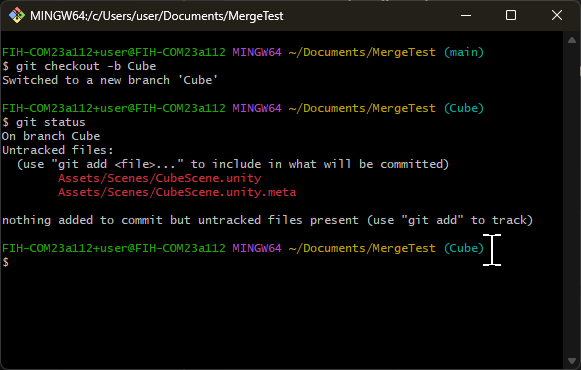 MINGW64:/c/Users/user/Documents/MergeTest
FIH-COM23a112+user@FIH-COM23a112 MINGW64 ~/Documents/MergeTest (main)
$ git checkout -b Cube
Switched to a new branch 'Cube'
FIH-COM23a112+user@FIH-COM23a112 MINGW64 ~/Documents/MergeTest (Cube)
$ git status
On branch Cube
Untracked files:
  (use "git add <file>..." to include in what will be committed)
        Assets/Scenes/CubeScene.unity
        Assets/Scenes/CubeScene.unity.meta
nothing added to commit but untracked files present (use "git add" to track)
FIH-COM23a112+user@FIH-COM23a112 MINGW64 ~/Documents/MergeTest (Cube)
$